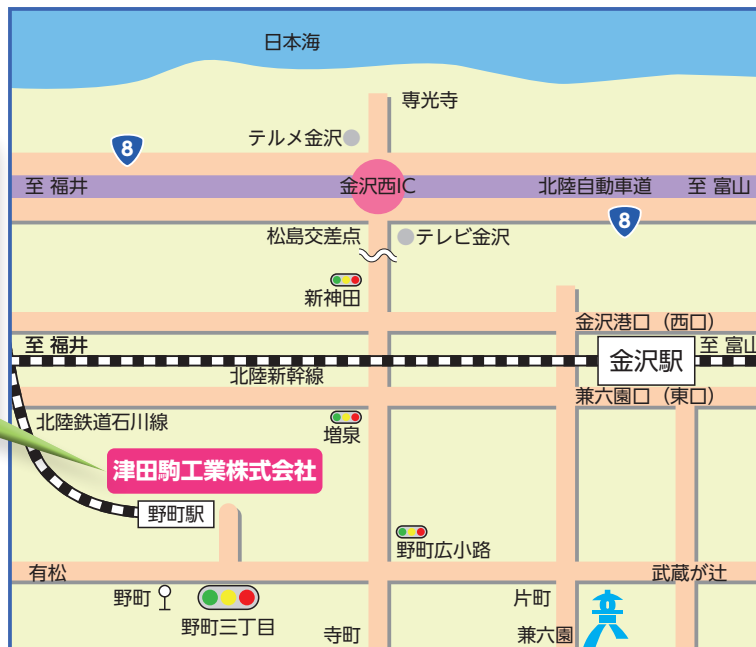 日本海
専光寺
テルメ金沢
8
至 福井
金沢西IC
北陸自動車道
至 富山
8
松島交差点
テレビ金沢
新神田
金沢港口（西口）
至 福井
金沢駅
至 富山
北陸新幹線
兼六園口（東口）
北陸鉄道石川線
増泉
津田駒工業株式会社
野町駅
野町広小路
有松
武蔵が辻
野町
片町
野町三丁目
寺町
兼六園